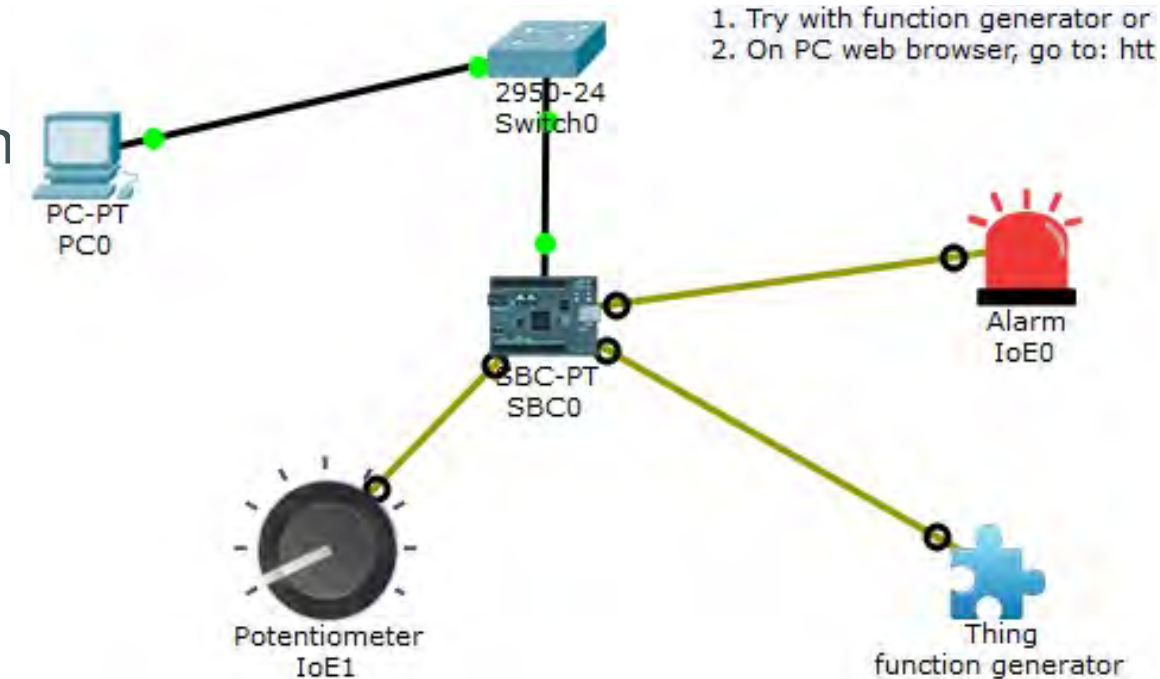 1. Try with function generator or
2. On PC web browser, go to: htt
2950-24
Switch0
n
PC-PT
PC0
Alarm
IoE0
SBC-PT
SBC0
Potentiometer
IoE1
Thing
function generator